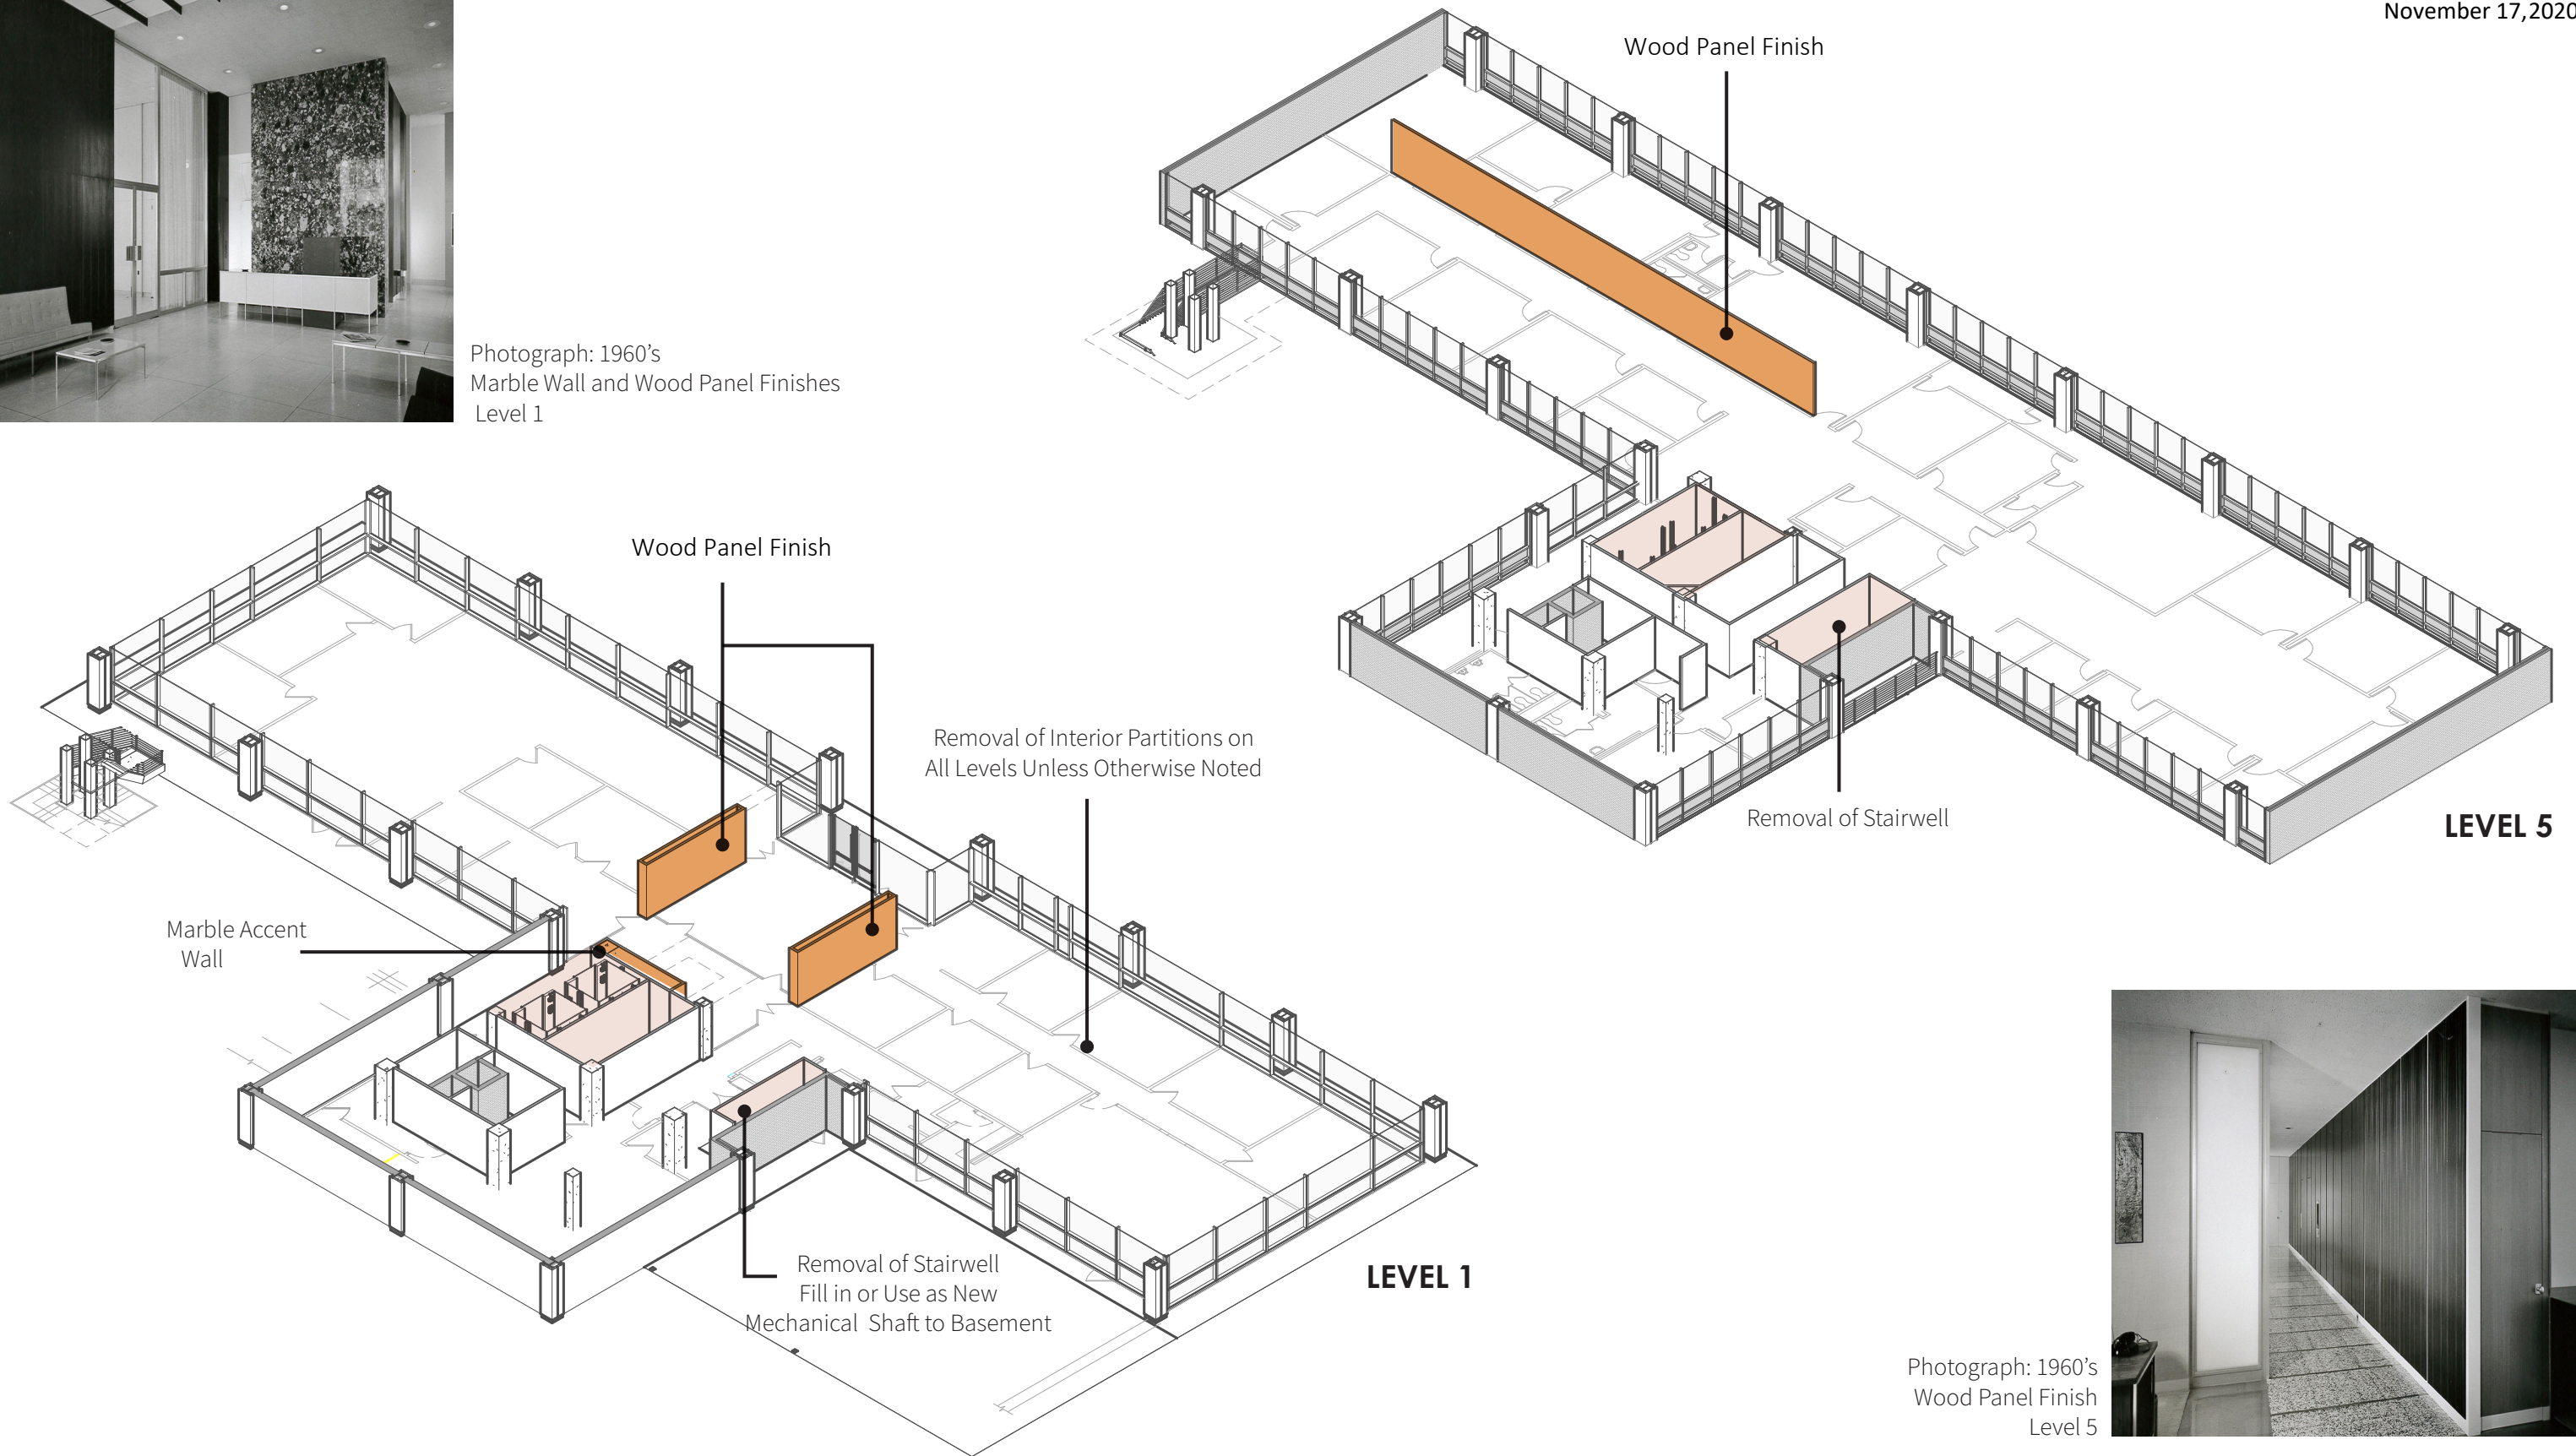 November 17,2020
Wood Panel Finish
Photograph: 1960's
Marble Wall and Wood Panel Finishes
Level 1
Wood Panel Finish
Removal of Interior Partitions on
All Levels Unless Otherwise Noted
Removal of Stairwell
LEVEL 5
Marble Accent
Wall
Removal of Stairwell
Fill in or Use as New
Mechanical Shaft to Basement
LEVEL 1
Photograph: 1960's
Wood Panel Finish
Level 5